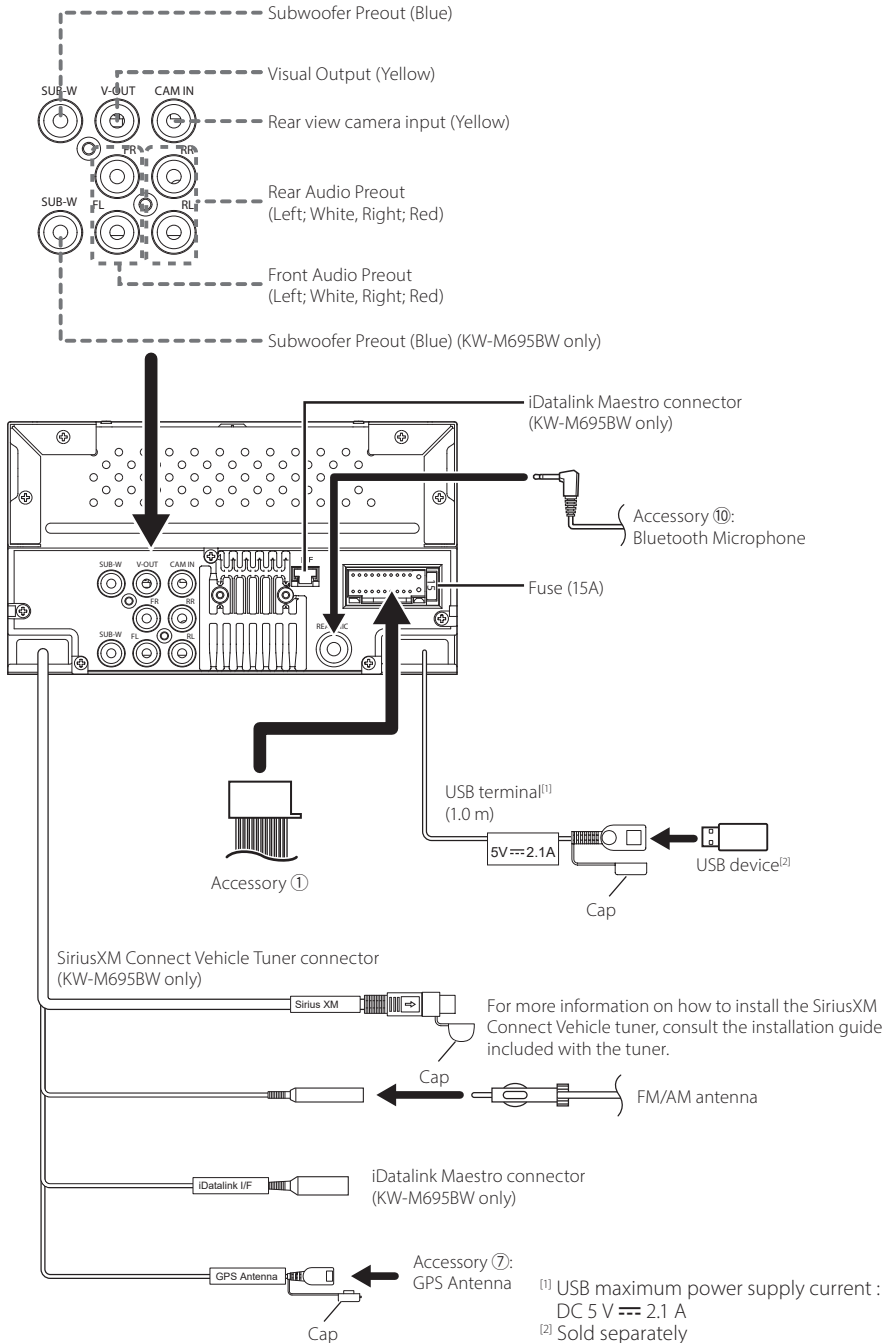 Subwoofer Preout (Blue)
Visual Output (Yellow)
SUB-W V-OUT CAM IN
Rear view camera input (Yellow)
FR RR
Rear Audio Preout
(Left; White, Right; Red)
SUB-W FL RL
Front Audio Preout
(Left; White, Right; Red)
Subwoofer Preout (Blue) (KW-M695BW only)
iDatalink Maestro connector
(KW-M695BW only)
Accessory ⑩:
Bluetooth Microphone
SUB-W V-OUT CAM IN
Fuse (15A)
15
FR RR
SUB-W FL RL
USB terminal[1]
(1.0 m)
5V ⎓ 2.1A
USB device[2]
Accessory ①
Cap
SiriusXM Connect Vehicle Tuner connector
(KW-M695BW only)
Sirius XM
For more information on how to install the SiriusXM
Connect Vehicle tuner, consult the installation guide
included with the tuner.
Cap
FM/AM antenna
iDatalink I/F
iDatalink Maestro connector
(KW-M695BW only)
GPS Antenna
Accessory ⑦:
GPS Antenna
Cap
[1] USB maximum power supply current :
DC 5 V ⎓ 2.1 A
[2] Sold separately